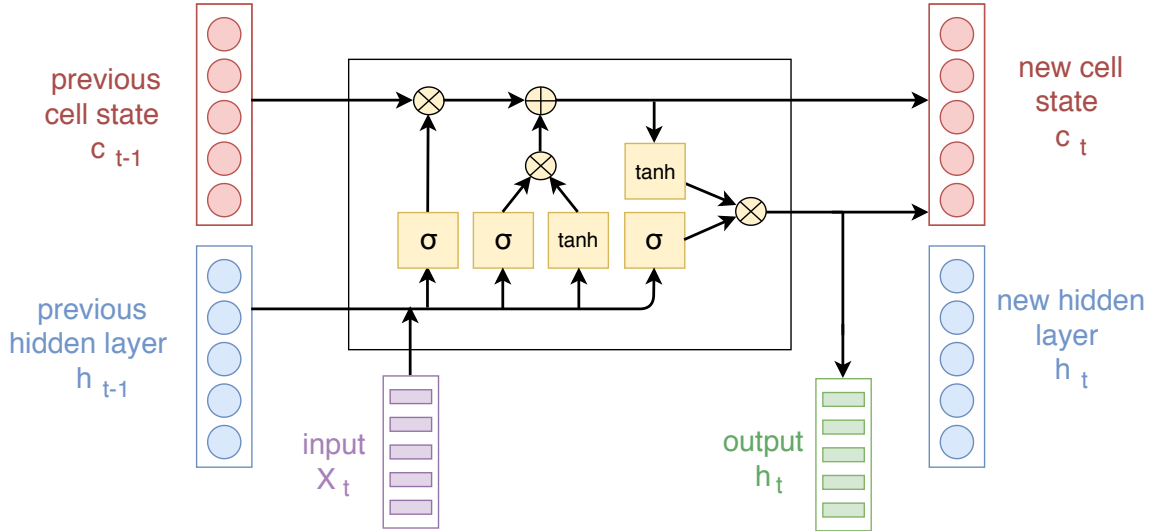 previous
cell state
c t-1
new cell
state
c t
tanh
σ
σ
tanh
σ
previous
hidden layer
h t-1
new hidden
layer
h t
input
X t
output
h t